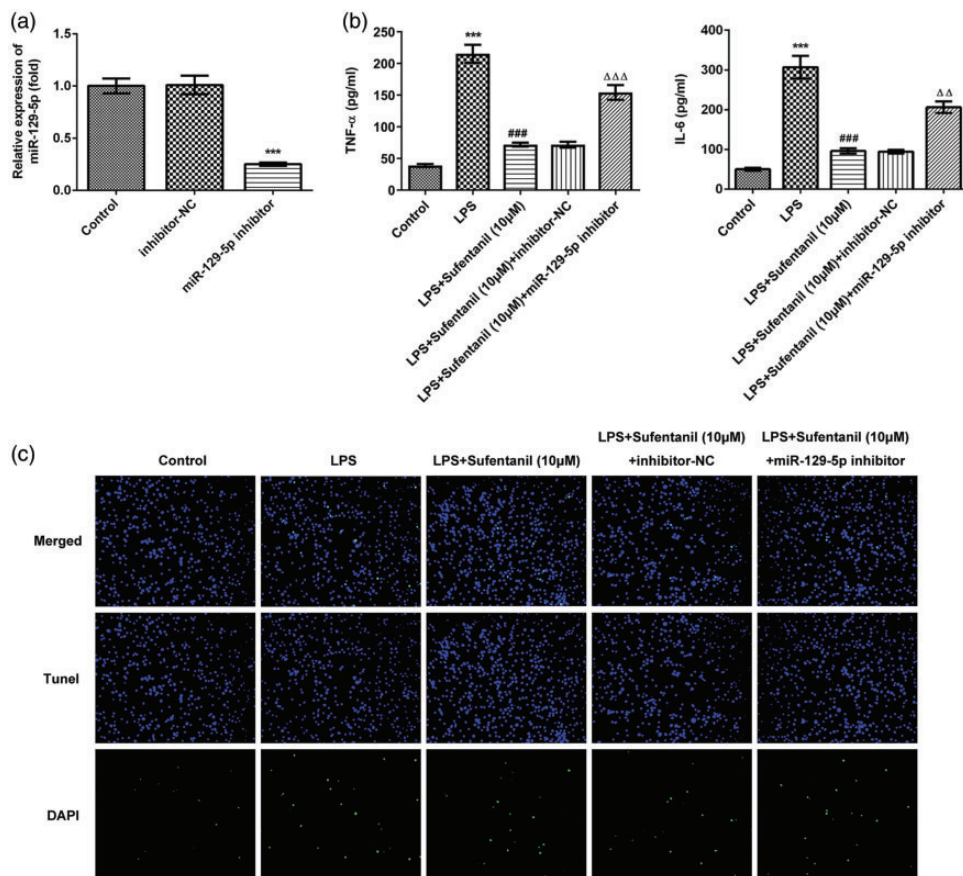 (a)
Relative expression of
miR-129-5p (fold)
1.5
1.0
0.5
0.0
***
Control
inhibitor-NC
miR-129-5p inhibitor
(b)
TNF-α (pg/ml)
250
200
150
100
50
0
***
###
ΔΔΔ
Control
LPS
LPS+Sufentanil (10μM)
LPS+Sufentanil (10μM)+inhibitor-NC
LPS+Sufentanil (10μM)+miR-129-5p inhibitor
IL-6 (pg/ml)
400
300
200
100
0
***
###
ΔΔ
Control
LPS
LPS+Sufentanil (10μM)
LPS+Sufentanil (10μM)+inhibitor-NC
LPS+Sufentanil (10μM)+miR-129-5p inhibitor
(c)
Control
LPS
LPS+Sufentanil (10μM)
LPS+Sufentanil (10μM)
+inhibitor-NC
LPS+Sufentanil (10μM)
+miR-129-5p inhibitor
Merged
Tunel
DAPI